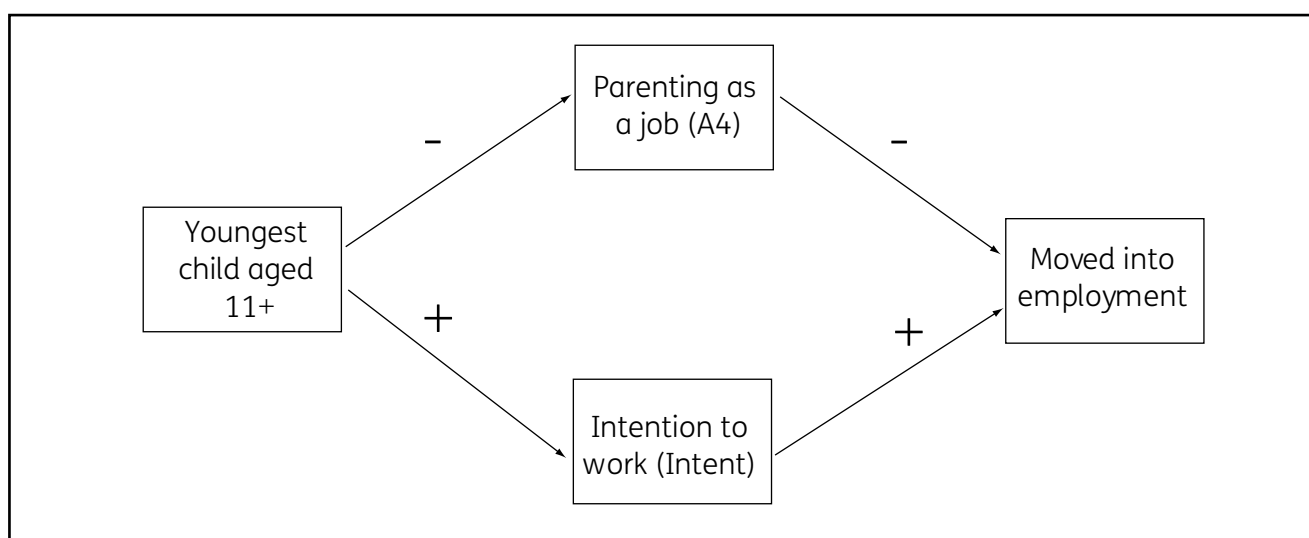 Parenting as
a job (A4)
-
-
Youngest
child aged
11+
Moved into
employment
+
+
Intention to
work (Intent)